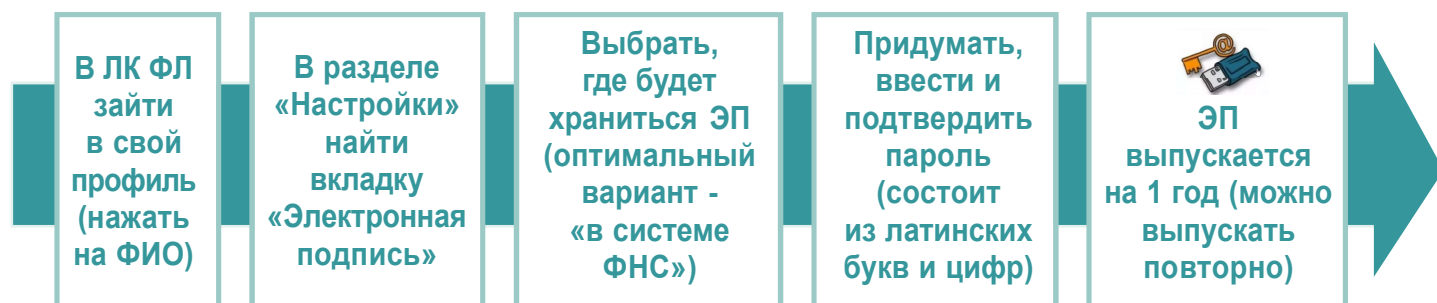 В ЛК ФЛ
зайти
в свой
профиль
(нажать
на ФИО)
В разделе
«Настройки»
найти
вкладку
«Электронная
подпись»
Выбрать,
где будет
храниться ЭП
(оптимальный
вариант -
«в системе
ФНС»)
Придумать,
ввести и
подтвердить
пароль
(состоит
из латинских
букв и цифр)
ЭП
выпускается
на 1 год (можно
выпускать
повторно)